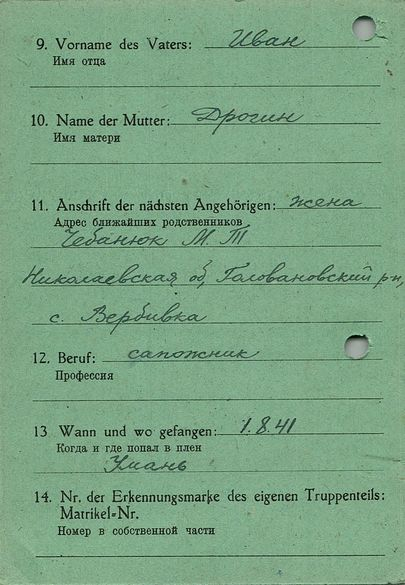 9. Vorname des Vaters: Иван
Имя отца
10. Name der Mutter: Дрогин
Имя матери
11. Anschrift der nächsten Angehörigen: жена
Адрес ближайших родственников
Чебанюк М. Т
Николаевская об, Головановский р-н,
с. Вербивка
12. Beruf: сапожник
Профессия
13 Wann und wo gefangen: 1.8.41
Когда и где попал в плен
Умань
14. Nr. der Erkennungsmarke des eigenen Truppenteils:
Matrikel-Nr.
Номер в собственной части